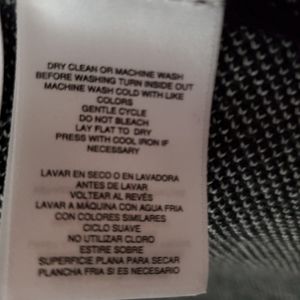 DRY CLEAN OR MACHINE WASH
BEFORE WASHING TURN INSIDE OUT
MACHINE WASH COLD WITH LIKE
COLORS
GENTLE CYCLE
DO NOT BLEACH
LAY FLAT TO DRY
PRESS WITH COOL IRON IF
NECESSARY
LAVAR EN SECO O EN LAVADORA
ANTES DE LAVAR
VOLTEAR AL REVÉS
LAVAR A MÁQUINA CON AGUA FRIA
CON COLORES SIMILARES
CICLO SUAVE
NO UTILIZAR CLORO
ESTIRE SOBRE
SUPERFICIE PLANA PARA SECAR
PLANCHA FRIA SI ES NECESARIO